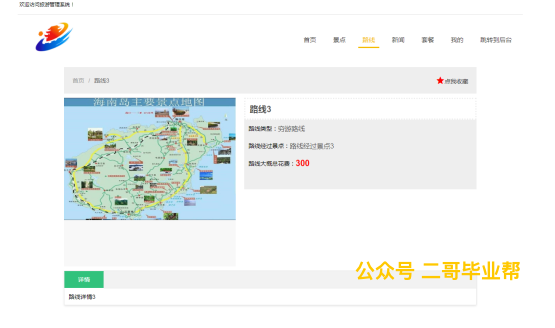 欢迎访问旅游管理系统！
首页 景点 路线 新闻 套餐 我的 跳转到后台
首页 / 路线3
点我收藏
海南岛主要景点地图
路线3
路线类型：穷游路线
路线经过景点：路线经过景点3
路线大概总花费：300
公众号 二哥毕业帮
详情
路线详情3